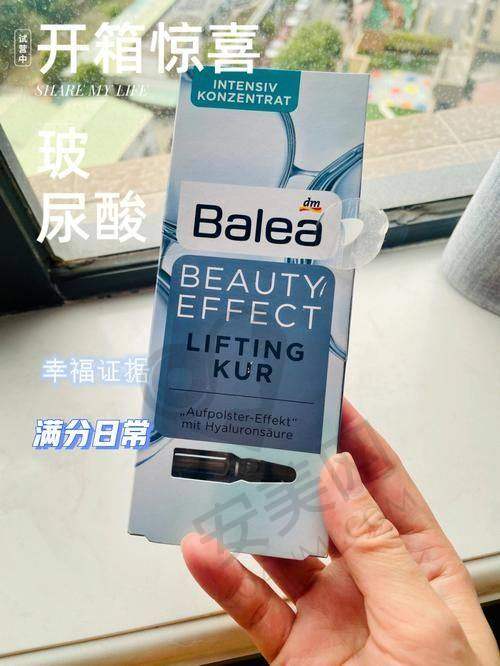 试营中
开箱惊喜
SHARE MY LIFE
INTENSIV
KONZENTRAT
玻
尿酸
dm
Balea
BEAUTY
EFFECT
LIFTING
KUR
幸福证据
满分日常
„Aufpolster-Effekt“
mit Hyaluronsäure